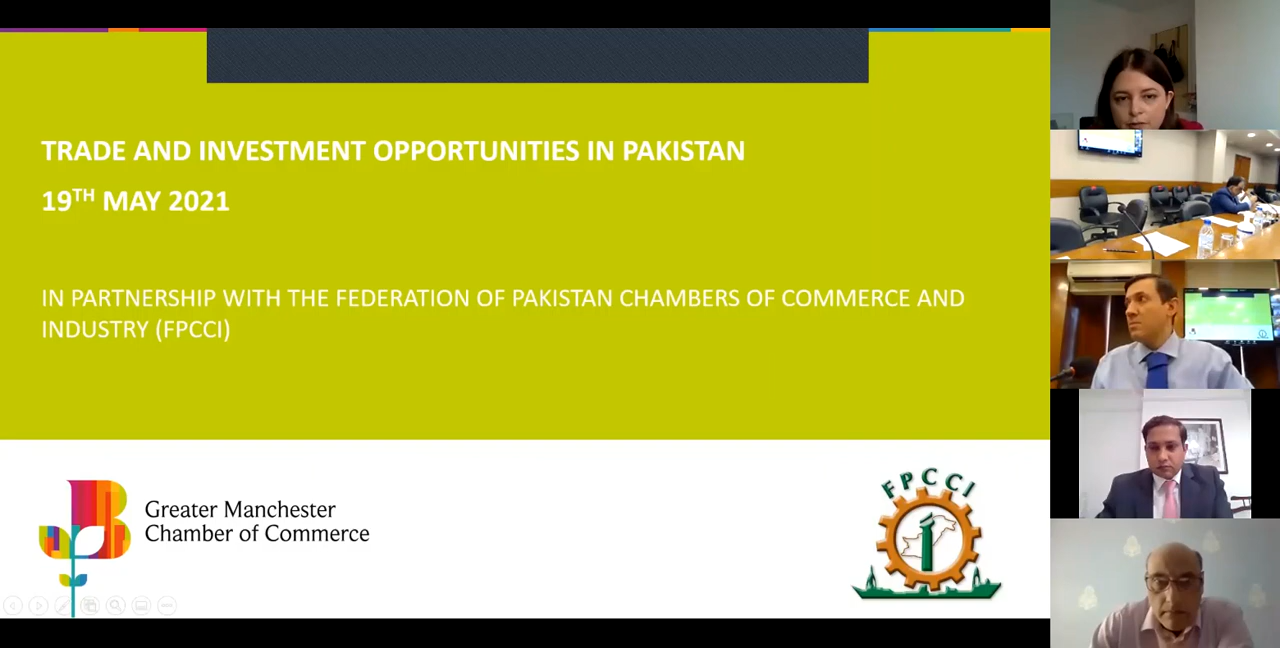 TRADE AND INVESTMENT OPPORTUNITIES IN PAKISTAN
19TH MAY 2021
IN PARTNERSHIP WITH THE FEDERATION OF PAKISTAN CHAMBERS OF COMMERCE AND
INDUSTRY (FPCCI)
Greater Manchester
Chamber of Commerce
FPCCI